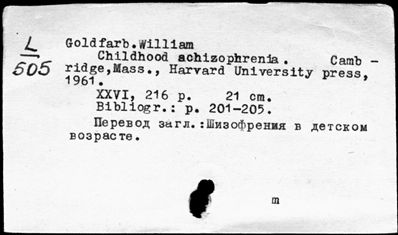 L
505
Goldfarb.William
Childhood schizophrenia. Camb -
ridge,Mass., Harvard University press,
1961.
XXVI, 216 p. 21 cm.
Bibliogr.: p. 201-205.
Перевод загл.:Шизофрения в детском
возрасте.
m